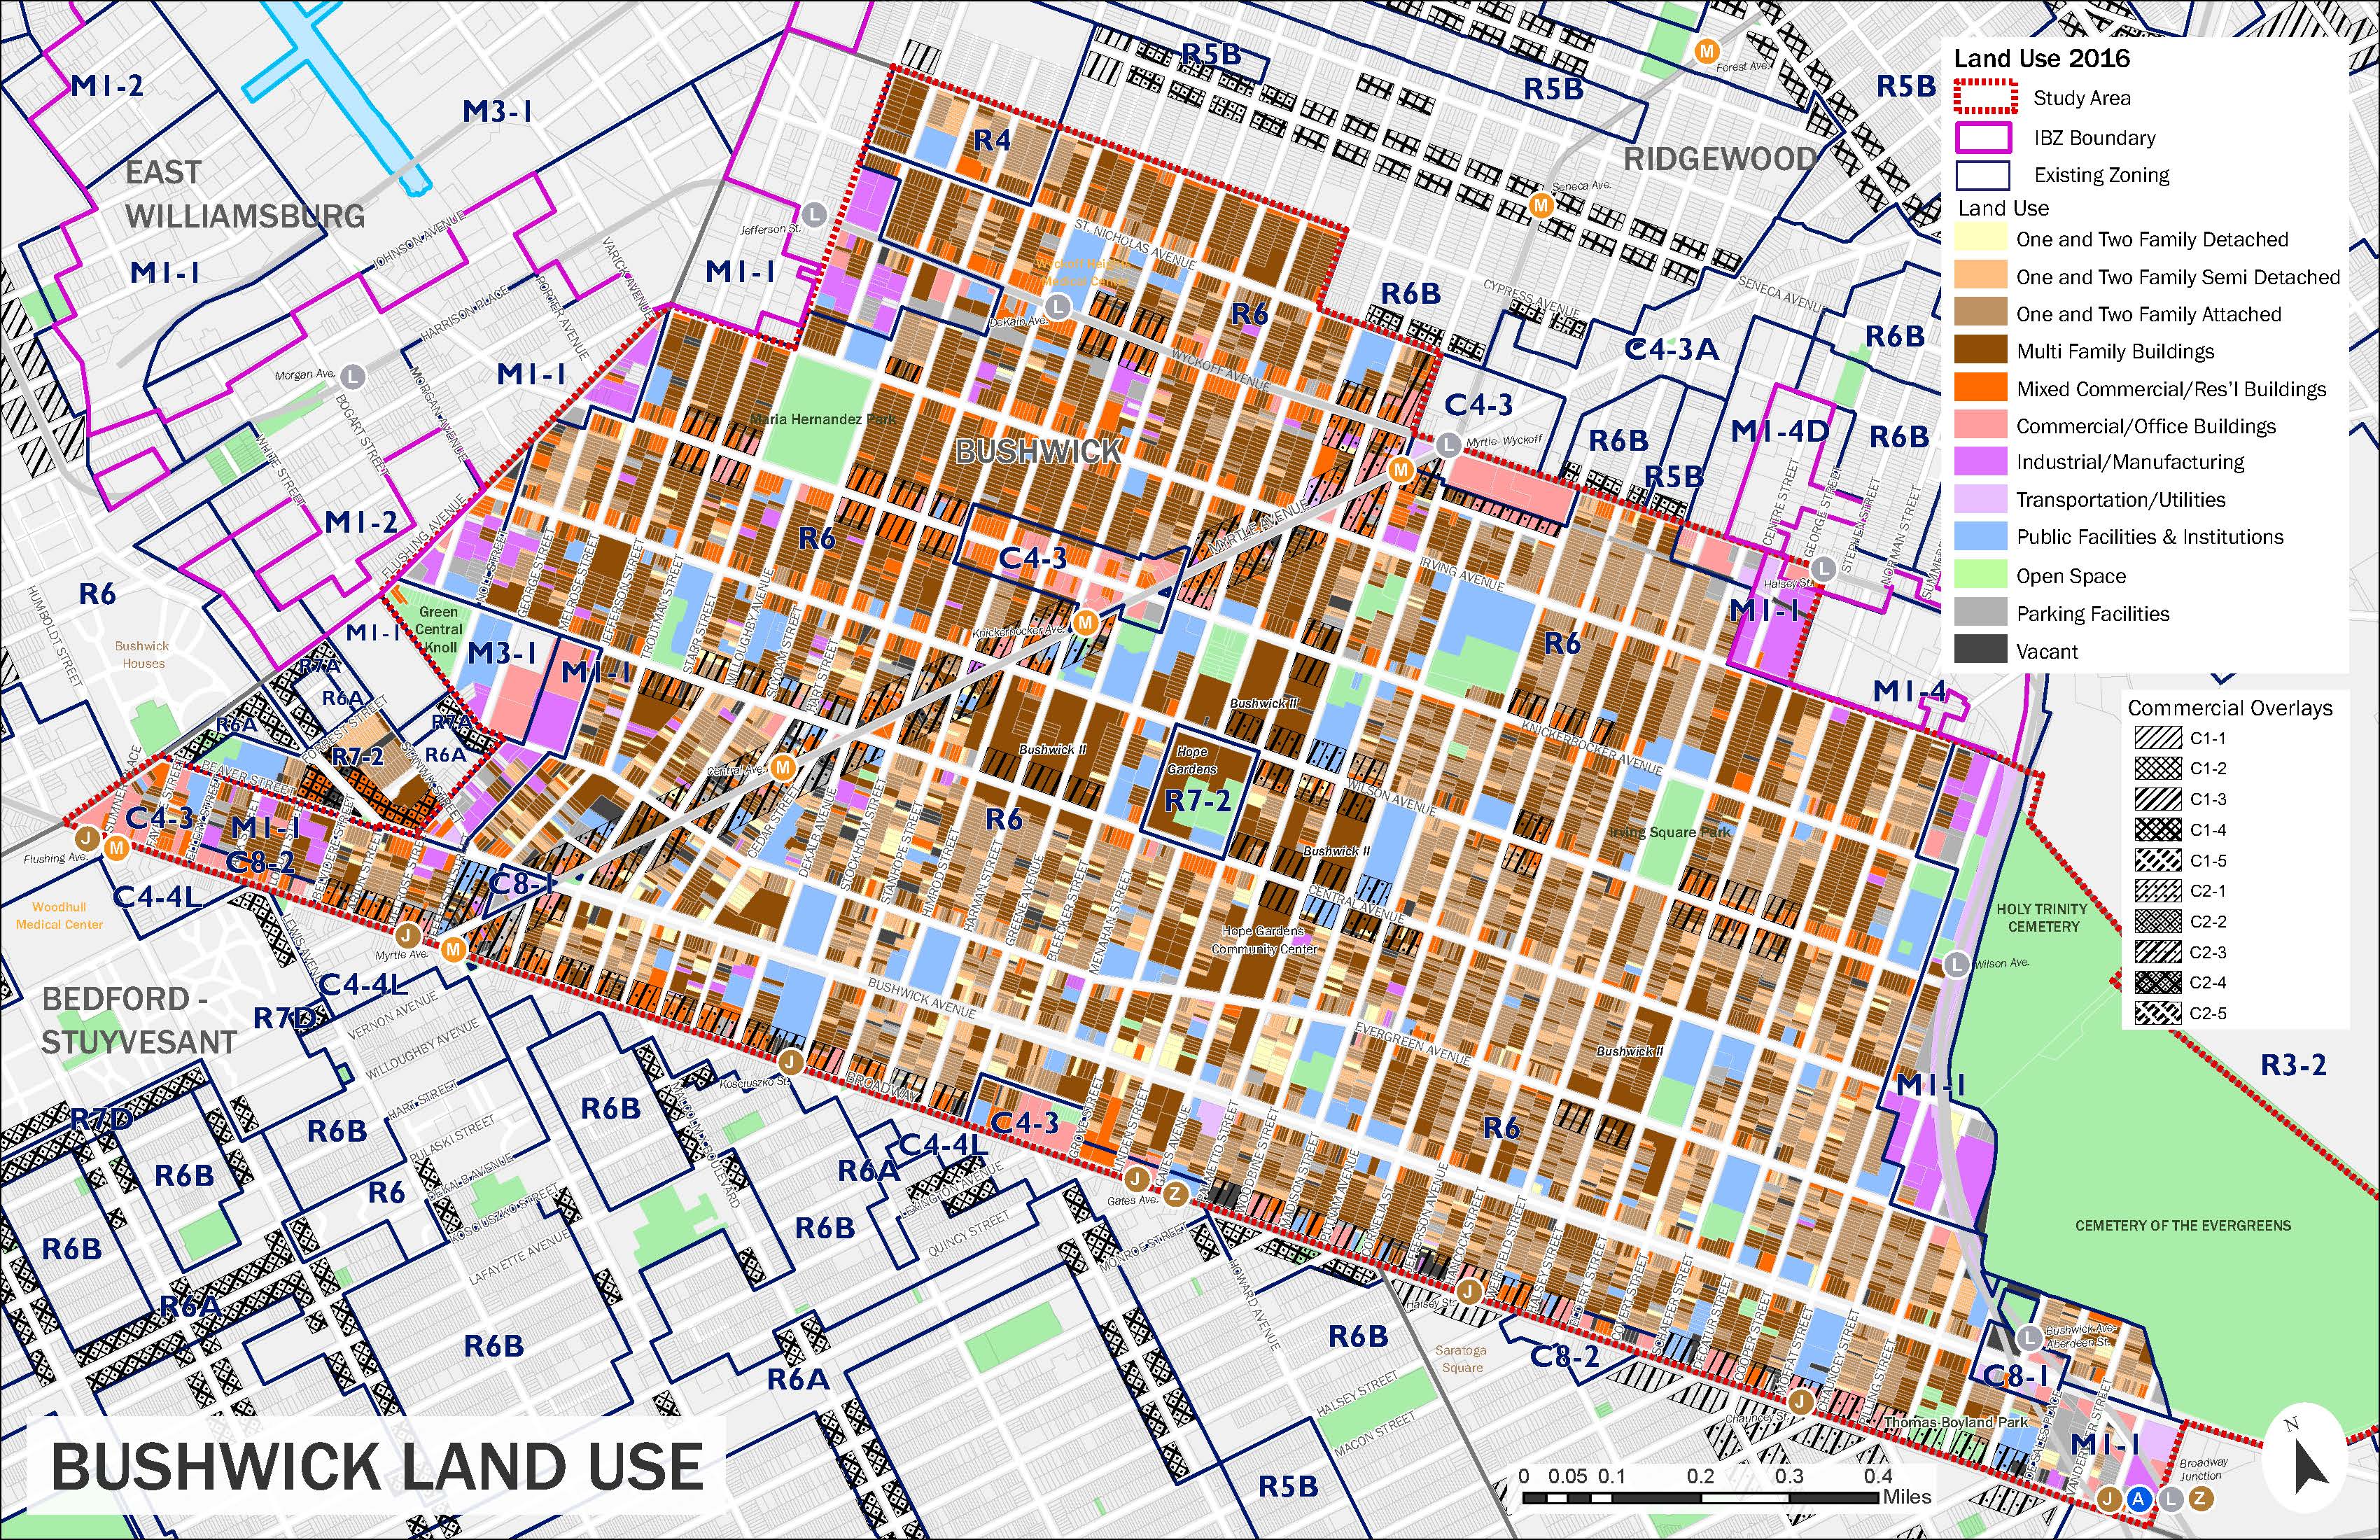 BUSHWICK LAND USE
Land Use 2016
Study Area
IBZ Boundary
Existing Zoning
Land Use
One and Two Family Detached
One and Two Family Semi Detached
One and Two Family Attached
Multi Family Buildings
Mixed Commercial/Res'l Buildings
Commercial/Office Buildings
Industrial/Manufacturing
Transportation/Utilities
Public Facilities & Institutions
Open Space
Parking Facilities
Vacant
Commercial Overlays
C1-1
C1-2
C1-3
C1-4
C1-5
C2-1
C2-2
C2-3
C2-4
C2-5
M1-2
M3-1
R5B
R5B
R5B
M
Forest Ave.
EAST
WILLIAMSBURG
R4
RIDGEWOOD
M
Seneca Ave.
L
Jefferson St.
JOHNSON AVENUE
VARICK AVENUE
ST. NICHOLAS AVENUE
M1-1
M1-1
Wyckoff Heights
Medical Center
SENECA AVENUE
CYPRESS AVENUE
R6B
HARRISON PLACE
PORTER AVENUE
L
DeKalb Ave.
R6
R6B
C4-3A
WYCKOFF AVENUE
Morgan Ave.
L
M1-1
MORGAN AVENUE
BOGART STREET
WHITE STREET
Maria Hernandez Park
BUSHWICK
C4-3
L
Myrtle-Wyckoff
M
R6B
R5B
M1-4D
R6B
CENTRE STREET
GEORGE STREET
STEPHEN STREET
NORMAN STREET
M1-2
FLUSHING AVENUE
R6
MYRTLE AVENUE
C4-3
IRVING AVENUE
L
Halsey St.
M1-1
R6
HUMBOLDT STREET
NOLL STREET
GEORGE STREET
MELROSE STREET
JEFFERSON STREET
TROUTMAN STREET
STARR STREET
WILLOUGHBY AVENUE
SUYDAM STREET
HART STREET
Green
Central
Knoll
M1-1
M3-1
M1-1
Knickerbocker Ave.
M
R6
Bushwick
Houses
R7A
R6A
R6A
R7A
R6A
FORREST STREET
STANWIX STREET
R7-2
M1-4
Bushwick II
Bushwick II
Hope
Gardens
R7-2
KNICKERBOCKER AVENUE
WILSON AVENUE
Central Ave.
M
BEAVER STREET
SUMNER PLACE
FAYETTE STREET
C4-3
M1-1
C8-2
BELVIDERE STREET
J
M
Flushing Ave.
C4-4L
Woodhull
Medical Center
LEWIS AVENUE
C8-1
CEDAR STREET
DEKALB AVENUE
STOCKHOLM STREET
STANHOPE STREET
HIMROD STREET
HARMAN STREET
GREENE AVENUE
BLEECKER STREET
MENAHAN STREET
R6
Bushwick II
Irving Square Park
CENTRAL AVENUE
Hope Gardens
Community Center
HOLY TRINITY
CEMETERY
L
Wilson Ave.
J
Myrtle Ave.
M
BEDFORD -
STUYVESANT
C4-4L
R7D
VERNON AVENUE
WILLOUGHBY AVENUE
BUSHWICK AVENUE
EVERGREEN AVENUE
Bushwick II
R3-2
J
Kosciuszko St.
BROADWAY
M1-1
R7D
R6B
HART STREET
PULASKI STREET
R6B
MALCOLM X BOULEVARD
C4-3
C4-4L
R6
R6B
R6
DEKALB AVENUE
KOSCIUSZKO STREET
LAFAYETTE AVENUE
R6A
R6B
LEXINGTON AVENUE
QUINCY STREET
GROVE STREET
LINDEN STREET
GATES AVENUE
PALMETTO STREET
WOODBINE STREET
MADISON STREET
PUTNAM AVENUE
CORNELIA ST.
JEFFERSON AVENUE
HANCOCK STREET
WEIRFIELD STREET
HALSEY STREET
ELDERT STREET
COVERT STREET
SCHAEFER STREET
DECATUR STREET
COOPER STREET
MOFFAT STREET
CHAUNCEY STREET
PILLING STREET
J
Z
Gates Ave.
MONROE STREET
HOWARD AVENUE
CEMETERY OF THE EVERGREENS
R6B
R6A
R6B
R6A
R6B
J
Halsey St.
Saratoga
Square
C8-2
HALSEY STREET
MACON STREET
R5B
L
Bushwick Ave-
Aberdeen St.
C8-1
J
Chauncey St.
Thomas Boyland Park
DE SALES PLACE
VANDERVEER STREET
M1-1
Broadway
Junction
J
A
L
Z
0
0.05
0.1
0.2
0.3
0.4
Miles
N